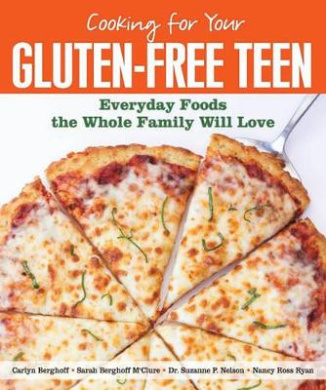 Cooking for Your
GLUTEN-FREE TEEN
Everyday Foods
the Whole Family Will Love
Carlyn Berghoff • Sarah Berghoff McClure • Dr. Suzanne P. Nelson • Nancy Ross Ryan